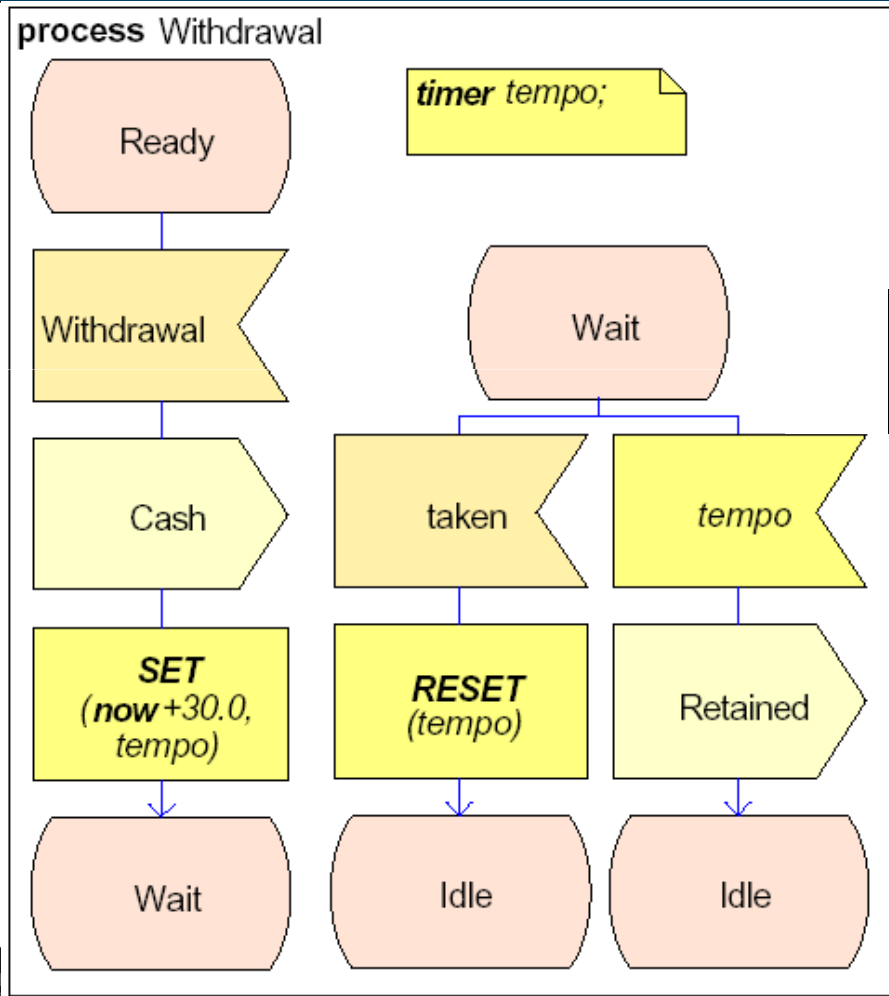 process Withdrawal
timer tempo;
Ready
Withdrawal
Cash
SET
(now +30.0,
tempo)
Wait
Wait
taken
RESET
(tempo)
Idle
tempo
Retained
Idle